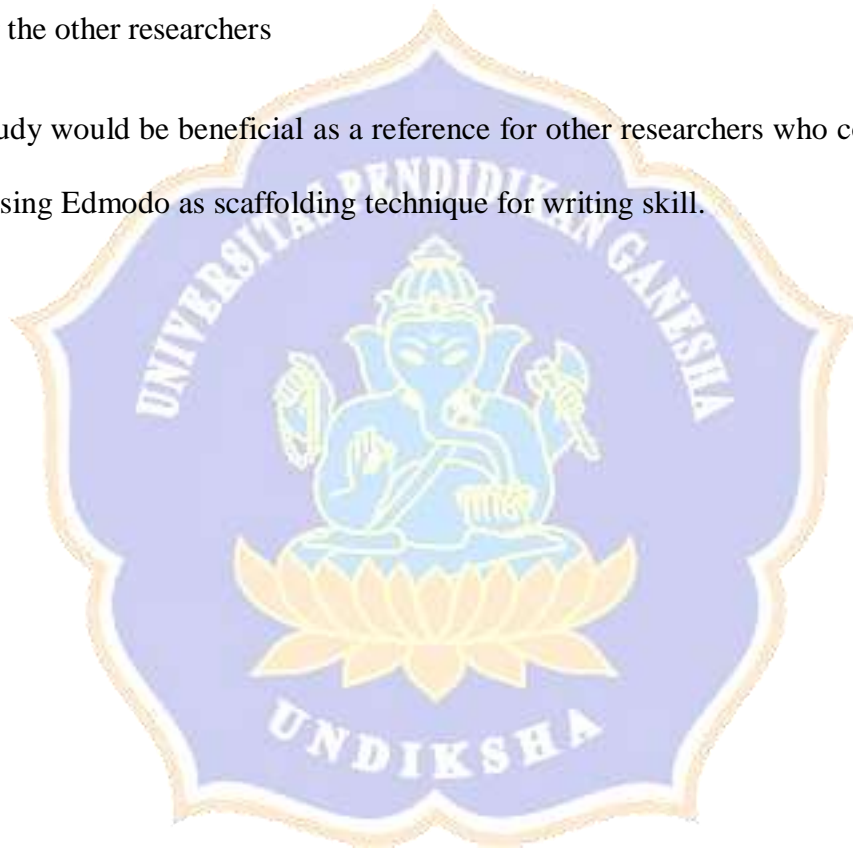 the other researchers
udy would be beneficial as a reference for other researchers who c
sing Edmodo as scaffolding technique for writing skill.
UNIVERSITAS PENDIDIKAN GANESHA
UNDIKSHA